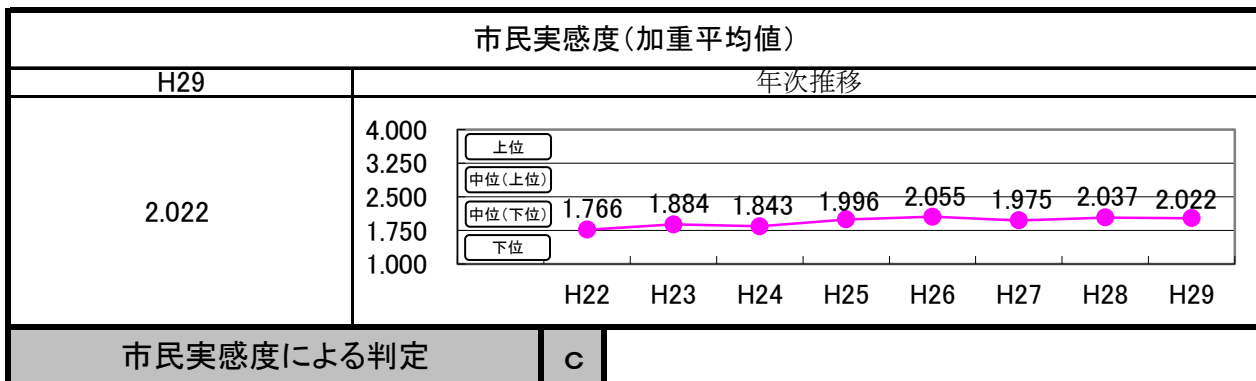 市民実感度(加重平均値)
H29 年次推移
2.022
4.000
3.250
2.500
1.750
1.000
上位
中位(上位)
中位(下位)
下位
1.766 1.884 1.843 1.996 2.055 1.975 2.037 2.022
H22 H23 H24 H25 H26 H27 H28 H29
市民実感度による判定 c